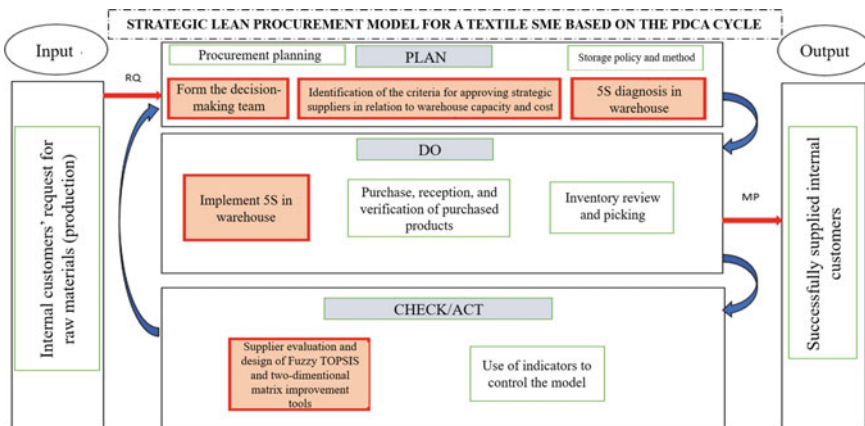 STRATEGIC LEAN PROCUREMENT MODEL FOR A TEXTILE SME BASED ON THE PDCA CYCLE
Input
Output
Procurement planning
PLAN
Storage policy and method
RQ
Form the decision-
making team
Identification of the criteria for approving strategic
suppliers in relation to warehouse capacity and cost
5S diagnosis in
warehouse
Internal customers' request for
raw materials (production)
DO
Implement 5S in
warehouse
Purchase, reception, and
verification of purchased
products
Inventory review
and picking
MP
Successfully supplied internal
customers
CHECK/ACT
Supplier evaluation and
design of Fuzzy TOPSIS
and two-dimentional
matrix improvement
tools
Use of indicators to
control the model